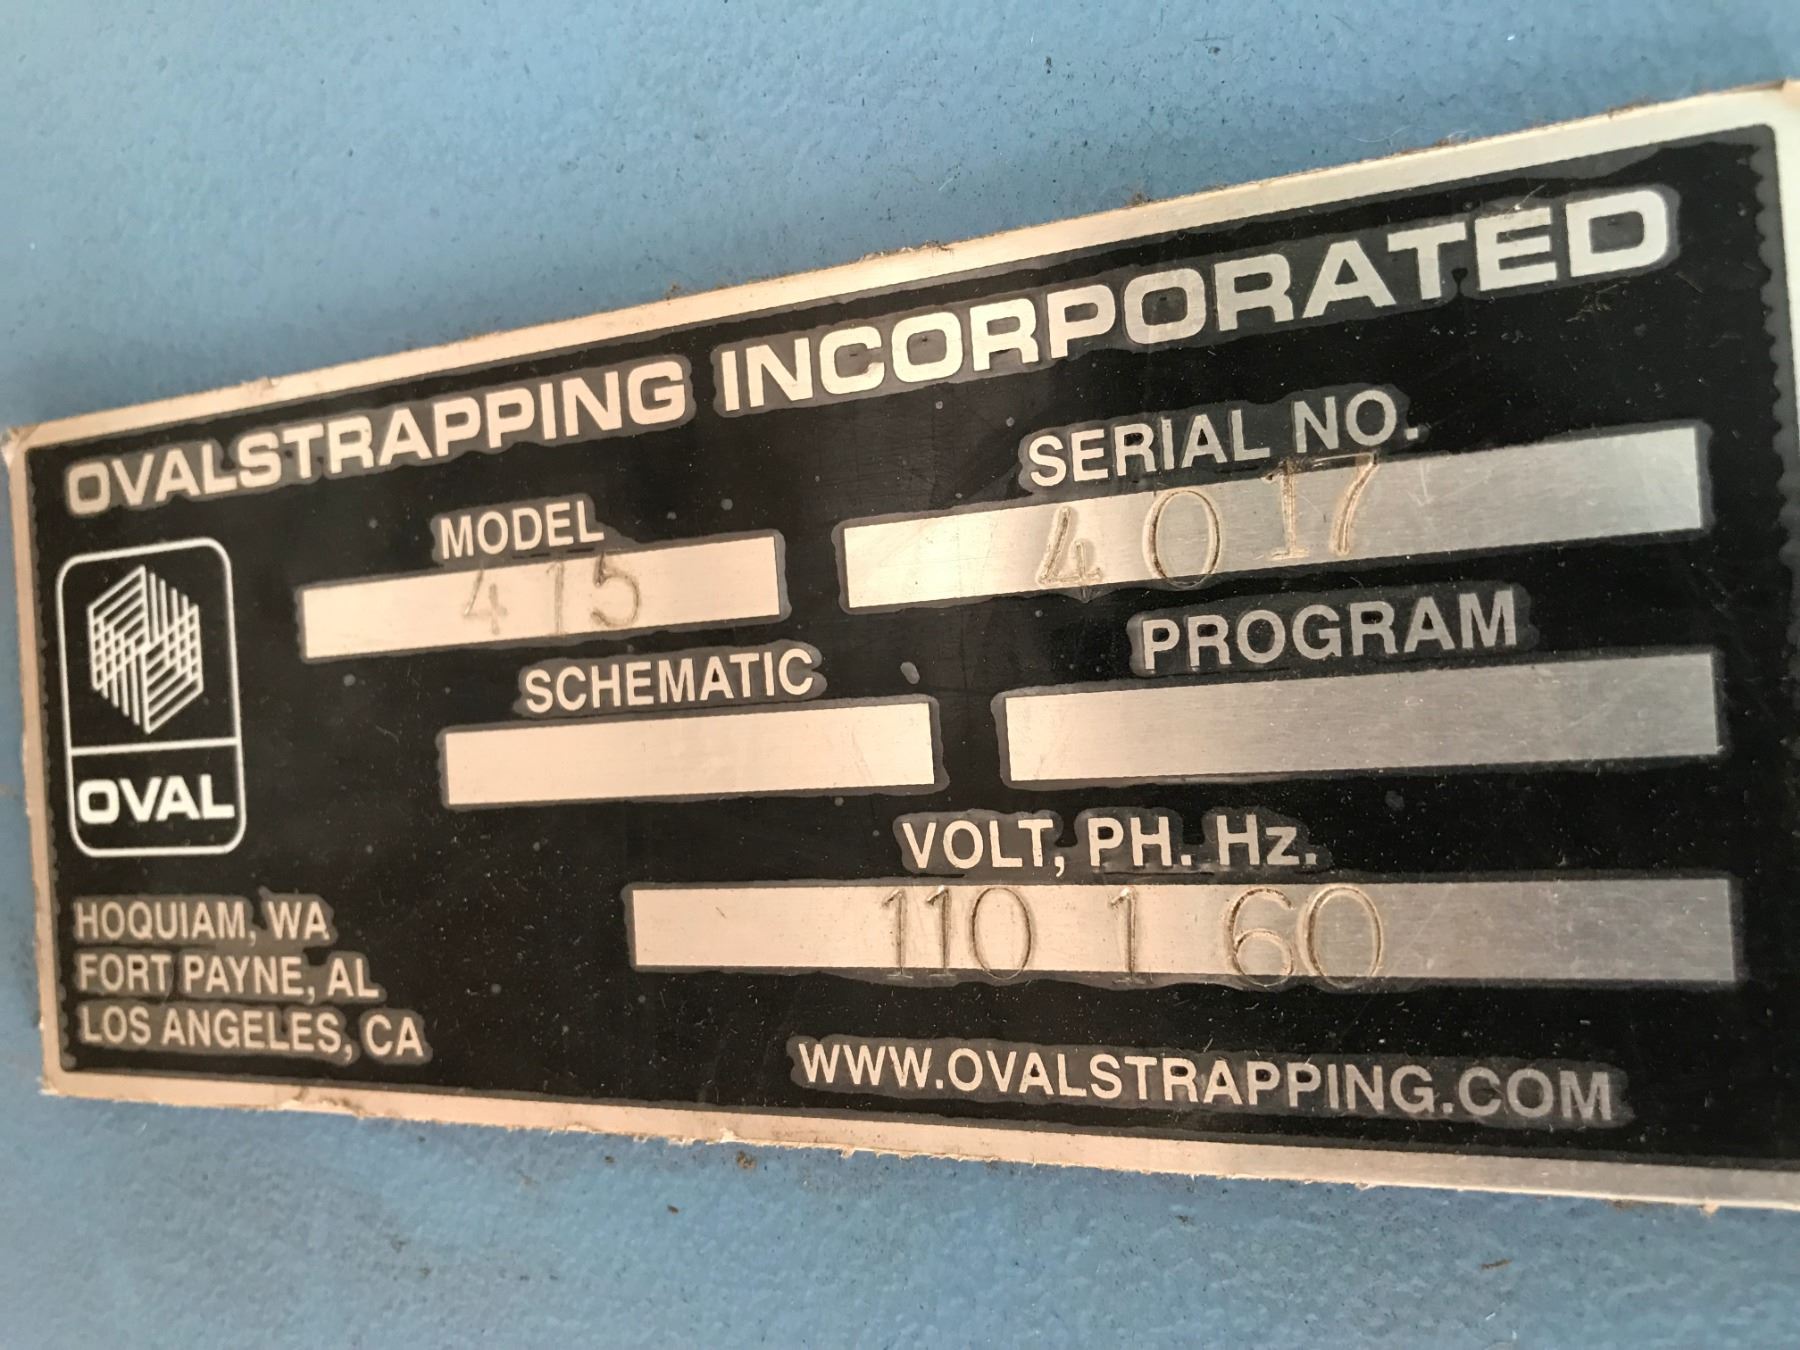 OVALSTRAPPING INCORPORATED
MODEL
415
SERIAL NO.
4017
SCHEMATIC
PROGRAM
OVAL
VOLT, PH. Hz.
110 1 60
HOQUIAM, WA
FORT PAYNE, AL
LOS ANGELES, CA
WWW.OVALSTRAPPING.COM